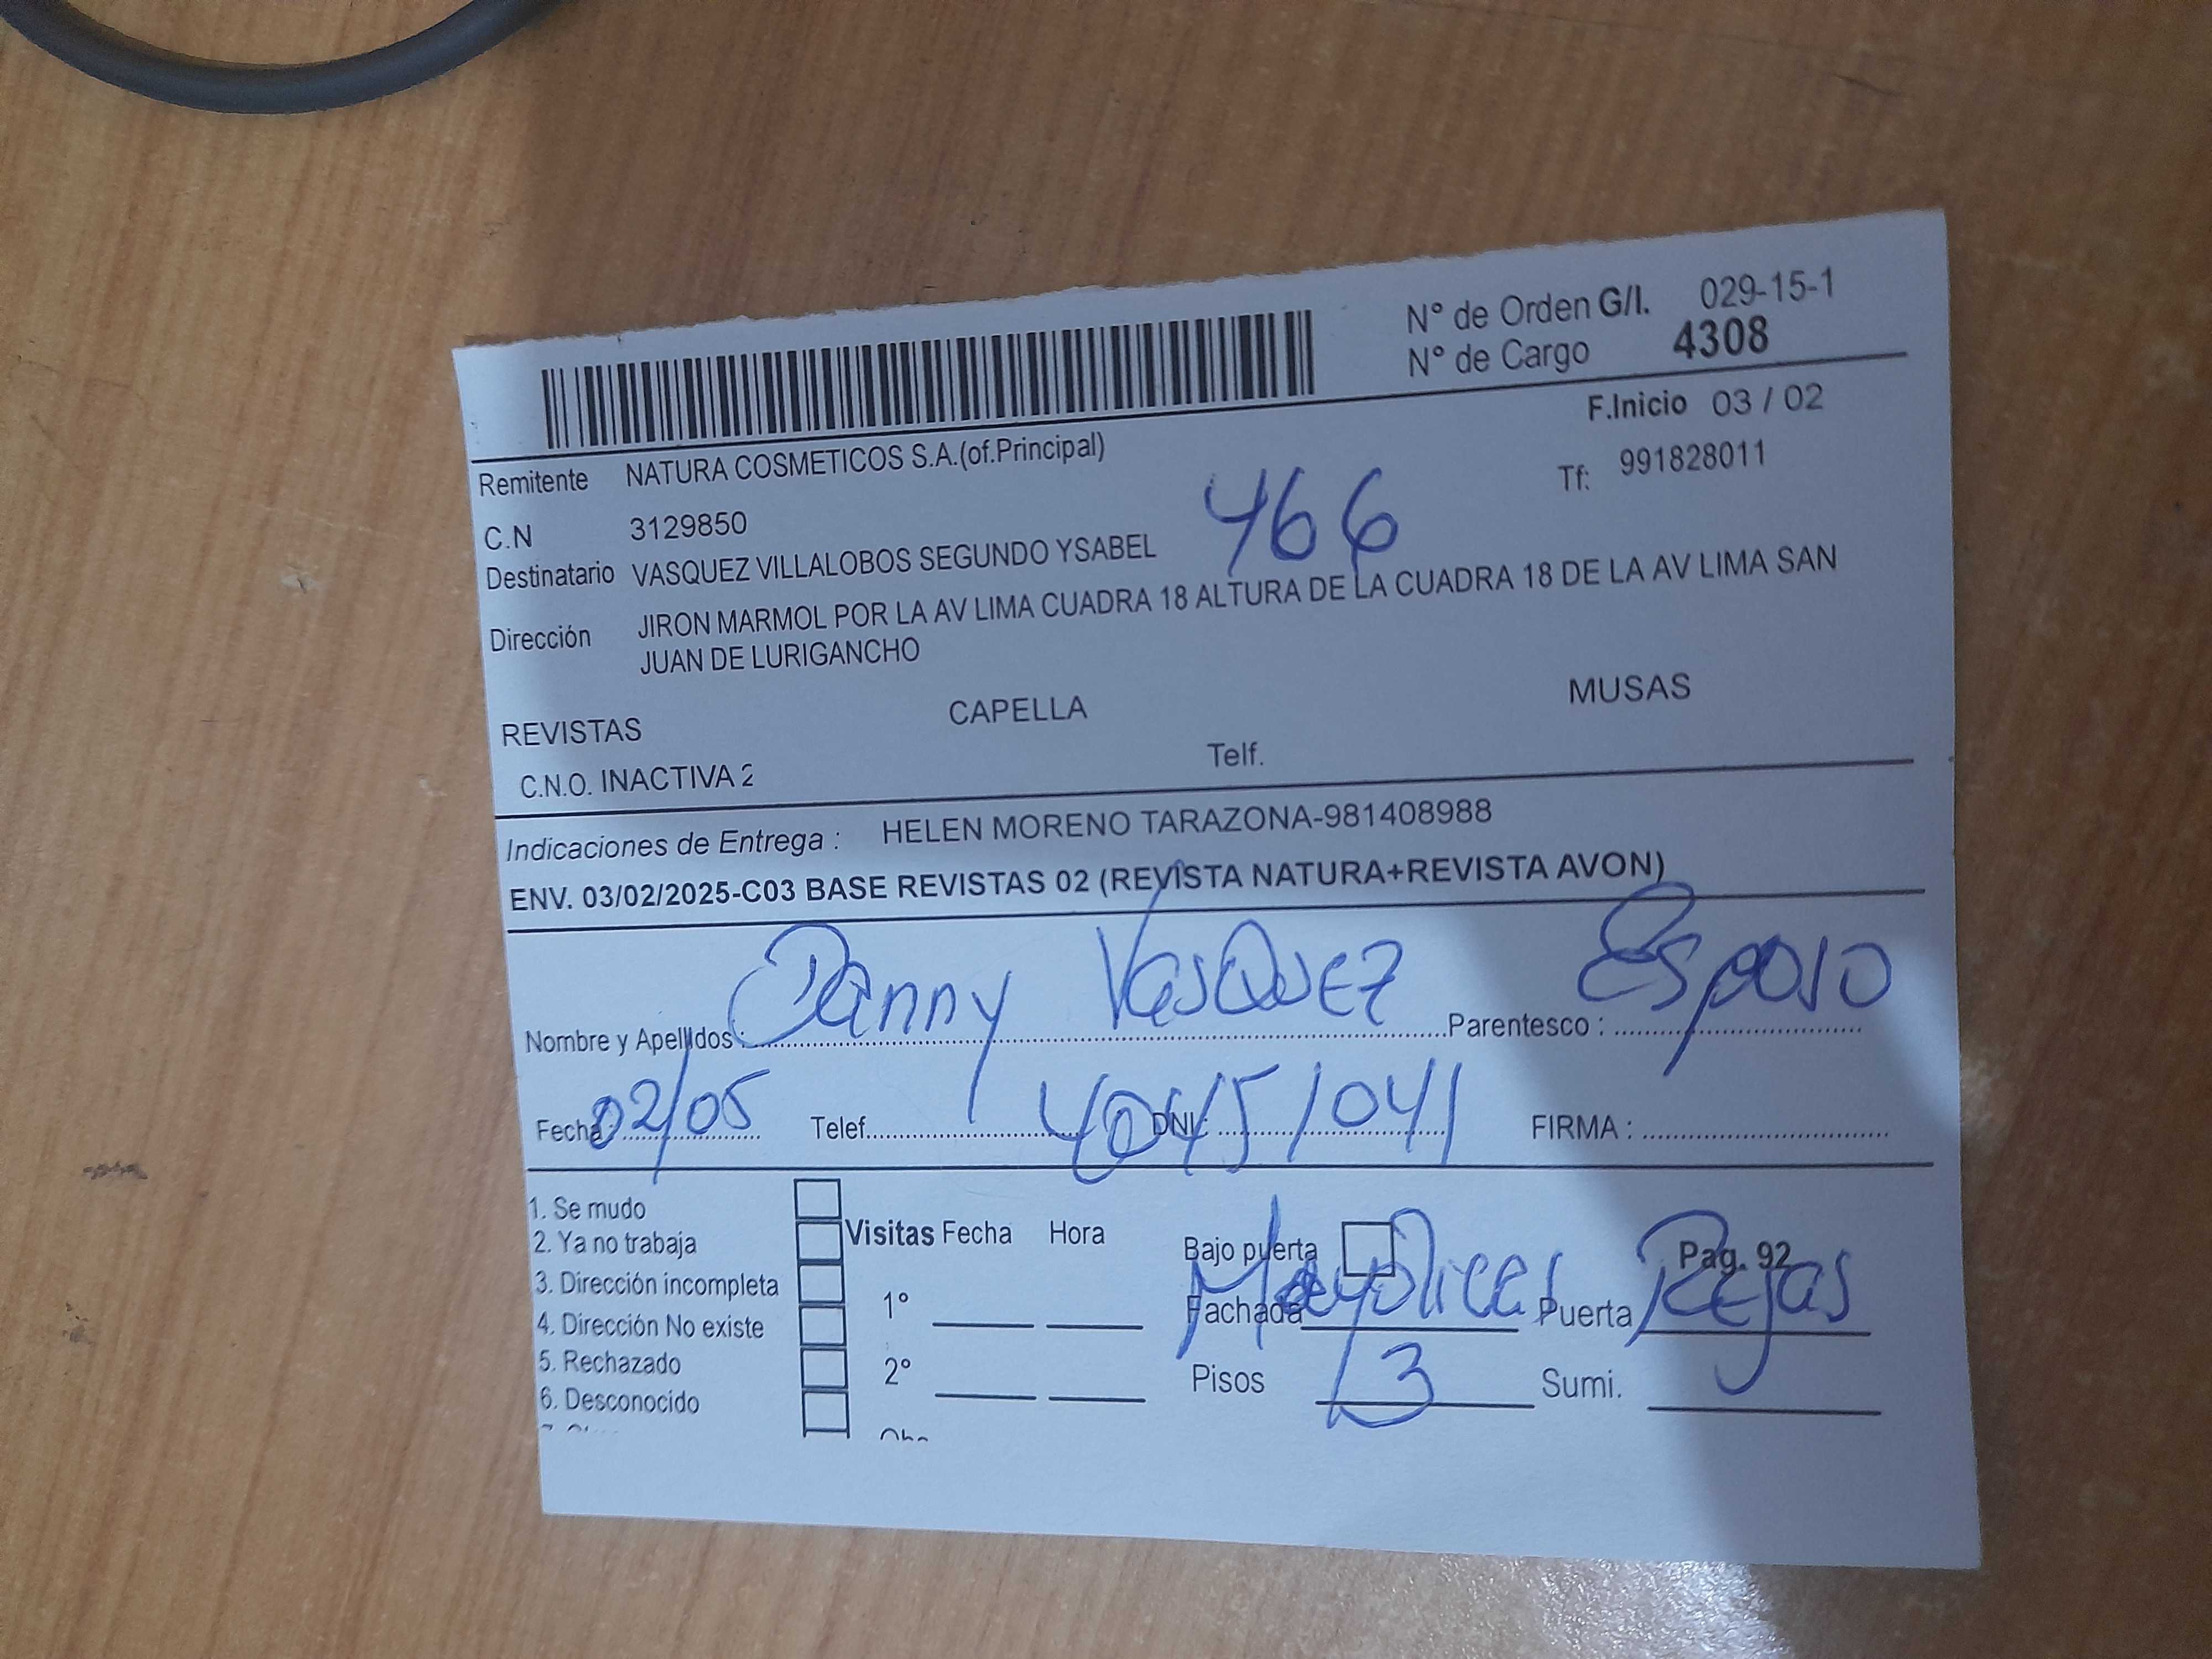 N° de Orden G/I. 029-15-1
N° de Cargo 4308
F.Inicio 03 / 02
Remitente NATURA COSMETICOS S.A.(of.Principal)
Tf: 991828011
C.N 3129850
466
Destinatario VASQUEZ VILLALOBOS SEGUNDO YSABEL
Dirección JIRON MARMOL POR LA AV LIMA CUADRA 18 ALTURA DE LA CUADRA 18 DE LA AV LIMA SAN
JUAN DE LURIGANCHO
REVISTAS CAPELLA MUSAS
C.N.O. INACTIVA 2 Telf.
Indicaciones de Entrega : HELEN MORENO TARAZONA-981408988
ENV. 03/02/2025-C03 BASE REVISTAS 02 (REVISTA NATURA+REVISTA AVON)
Nombre y Apellidos : Danny VasQuEz Parentesco : Esposo
Fecha: 02/05 Telef. DNI: 40451041 FIRMA :
1. Se mudo
2. Ya no trabaja
3. Dirección incompleta
4. Dirección No existe
5. Rechazado
6. Desconocido
Visitas Fecha Hora
1°
2°
Bajo puerta Pag. 92
Fachada Mayolicas Puerta Rejas
Pisos 3 Sumi.